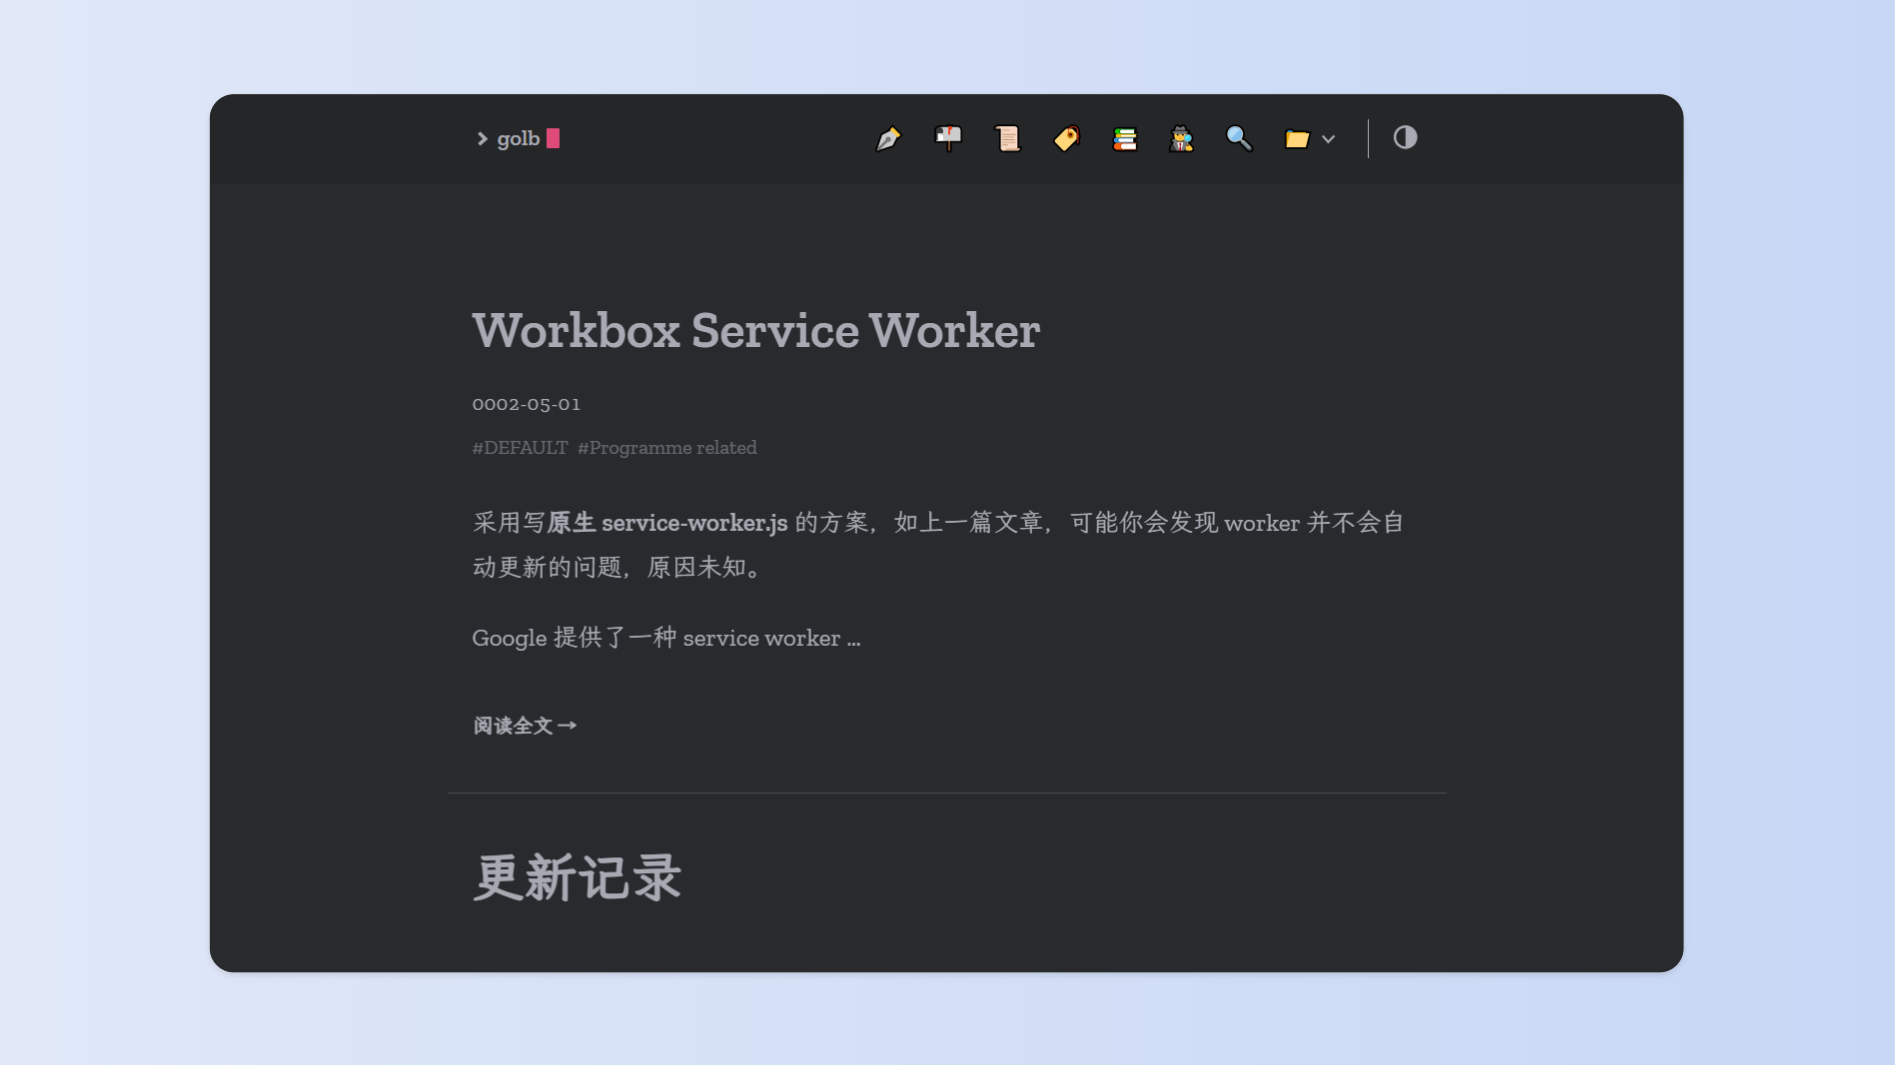 > golb
Workbox Service Worker
0002-05-01
#DEFAULT #Programme related
采用写原生 service-worker.js 的方案，如上一篇文章，可能你会发现 worker 并不会自
动更新的问题，原因未知。
Google 提供了一种 service worker ...
阅读全文→
更新记录